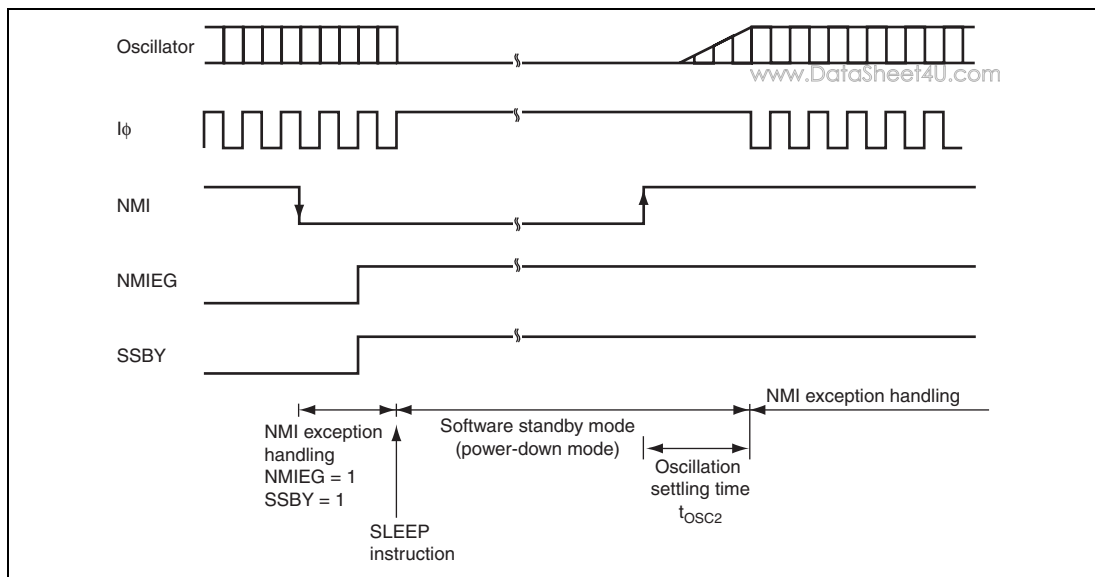 Oscillator
www.DataSheet4U.com
Iϕ
NMI
NMIEG
SSBY
NMI exception handling
NMI exception
handling
NMIEG = 1
SSBY = 1
Software standby mode
(power-down mode)
Oscillation
settling time
tOSC2
SLEEP
instruction